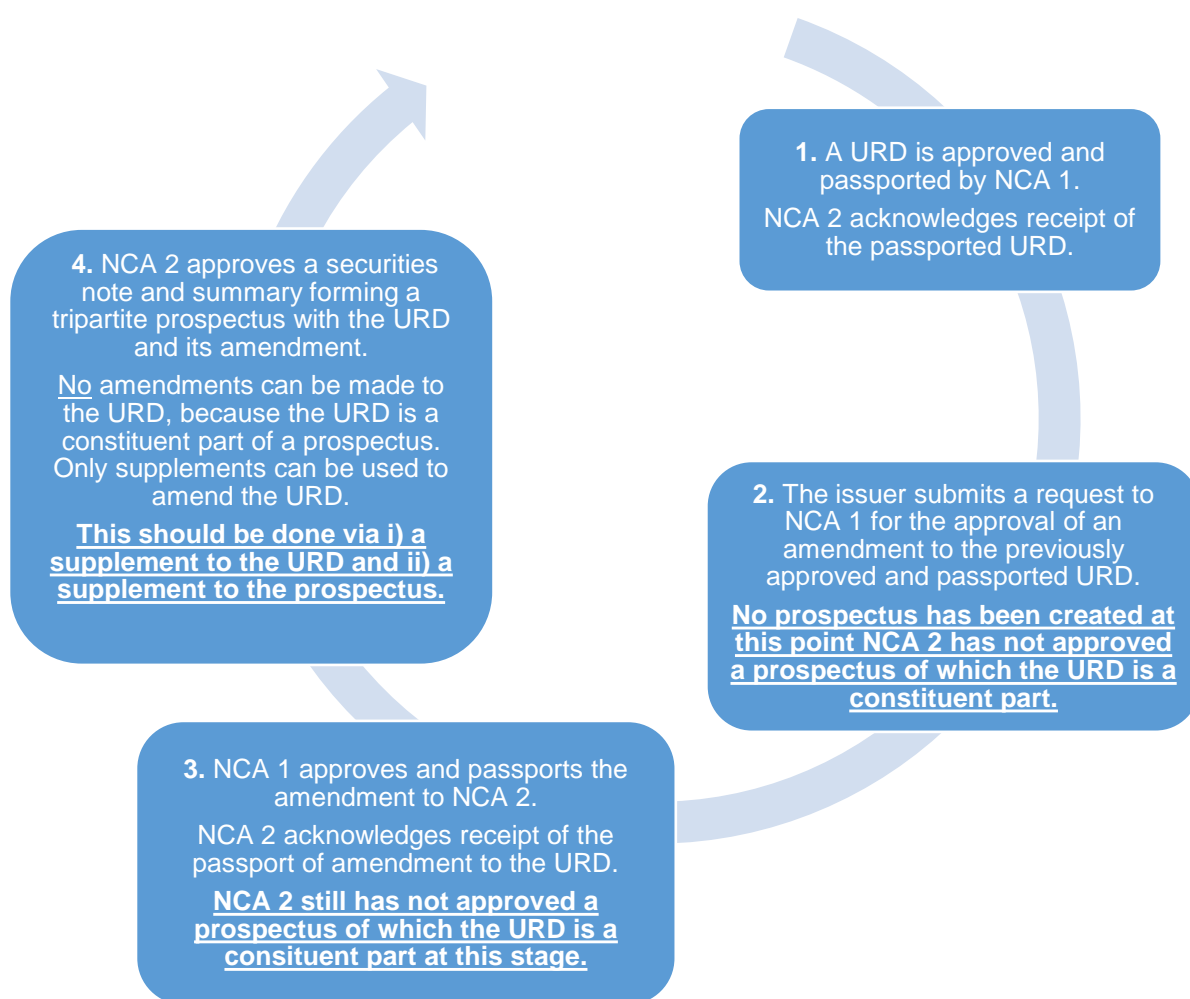 1. A URD is approved and
passported by NCA 1.
NCA 2 acknowledges receipt of
the passported URD.
2. The issuer submits a request to
NCA 1 for the approval of an
amendment to the previously
approved and passported URD.
No prospectus has been created at
this point NCA 2 has not approved
a prospectus of which the URD is a
constituent part.
3. NCA 1 approves and passports the
amendment to NCA 2.
NCA 2 acknowledges receipt of the
passport of amendment to the URD.
NCA 2 still has not approved a
prospectus of which the URD is a
consituent part at this stage.
4. NCA 2 approves a securities
note and summary forming a
tripartite prospectus with the URD
and its amendment.
No amendments can be made to
the URD, because the URD is a
constituent part of a prospectus.
Only supplements can be used to
amend the URD.
This should be done via i) a
supplement to the URD and ii) a
supplement to the prospectus.